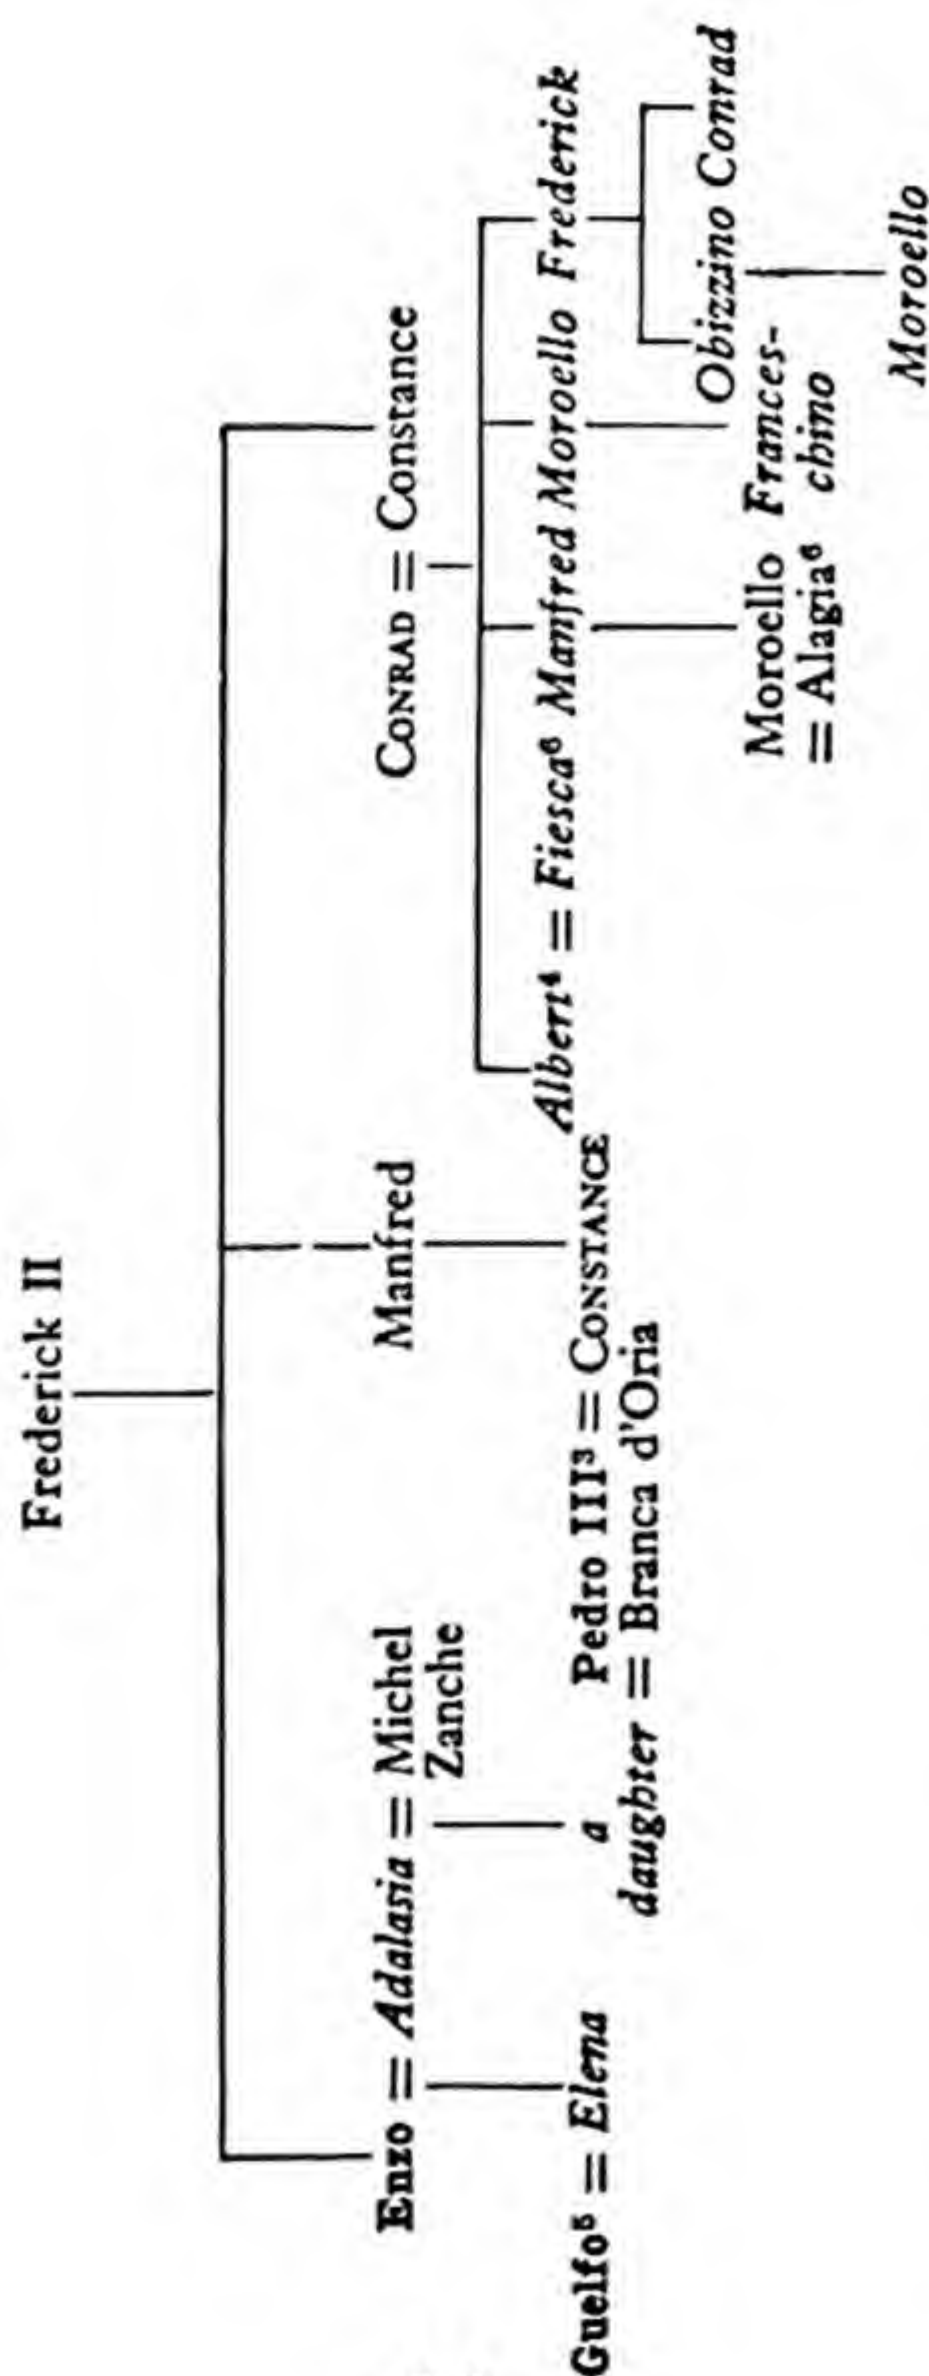 Frederick II
Enzo = Adalasia = Michel Zanche
Manfred
CONRAD = Constance
Guelfo⁵ = Elena
a daughter = Branca d'Oria
Pedro III³ = CONSTANCE
Albert⁴ = Fiesca⁶ Manfred Moroello Frederick
Moroello = Alagia⁶
Frances-
chino
Obizzino Conrad
Moroello